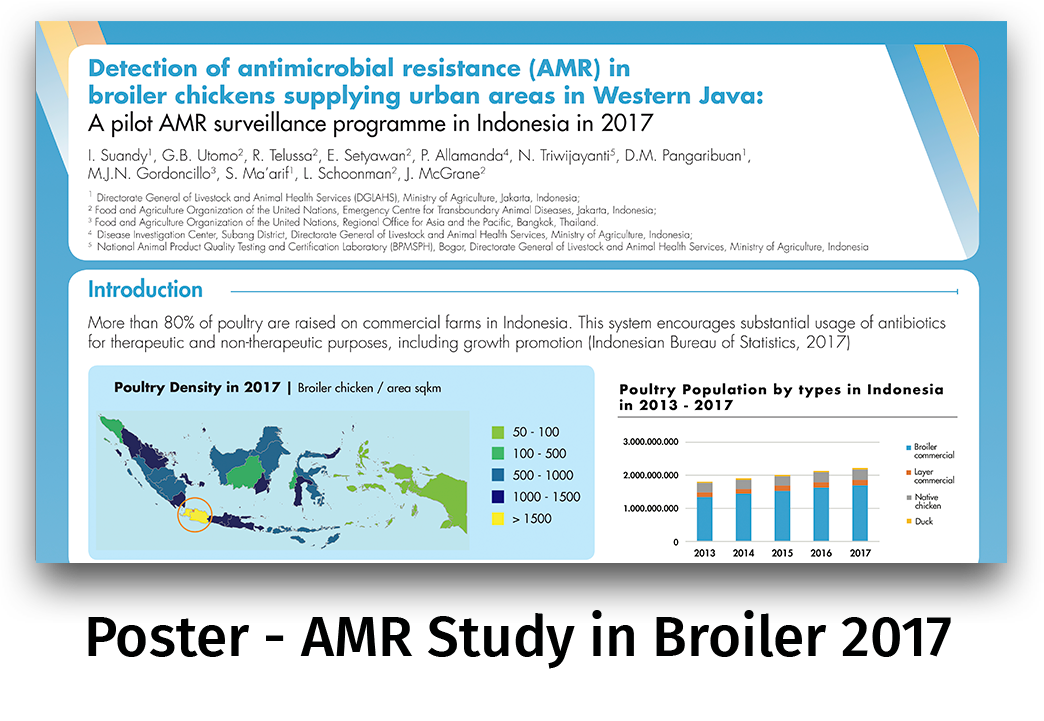 Detection of antimicrobial resistance (AMR) in
broiler chickens supplying urban areas in Western Java:
A pilot AMR surveillance programme in Indonesia in 2017
I. Suandy¹, G.B. Utomo², R. Telussa², E. Setyawan², P. Allamanda⁴, N. Triwijayanti⁵, D.M. Pangaribuan¹,
M.J.N. Gordoncillo³, S. Ma’arif¹, L. Schoonman², J. McGrane²
¹ Directorate General of Livestock and Animal Health Services (DGLAHS), Ministry of Agriculture, Jakarta, Indonesia;
² Food and Agriculture Organization of the United Nations, Emergency Centre for Transboundary Animal Diseases, Jakarta, Indonesia;
³ Food and Agriculture Organization of the United Nations, Regional Office for Asia and the Pacific, Bangkok, Thailand.
⁴ Disease Investigation Center, Subang District, Directorate General of Livestock and Animal Health Services, Ministry of Agriculture, Indonesia;
⁵ National Animal Product Quality Testing and Certification Laboratory (BPMSPH), Bogor, Directorate General of Livestock and Animal Health Services, Ministry of Agriculture, Indonesia
Introduction
More than 80% of poultry are raised on commercial farms in Indonesia. This system encourages substantial usage of antibiotics
for therapeutic and non-therapeutic purposes, including growth promotion (Indonesian Bureau of Statistics, 2017)
Poultry Density in 2017 | Broiler chicken / area sqkm
50 - 100
100 - 500
500 - 1000
1000 - 1500
> 1500
Poultry Population by types in Indonesia
in 2013 - 2017
3.000.000.000
2.000.000.000
1.000.000.000
0
2013 2014 2015 2016 2017
Broiler
commercial
Layer
commercial
Native
chicken
Duck
Poster - AMR Study in Broiler 2017